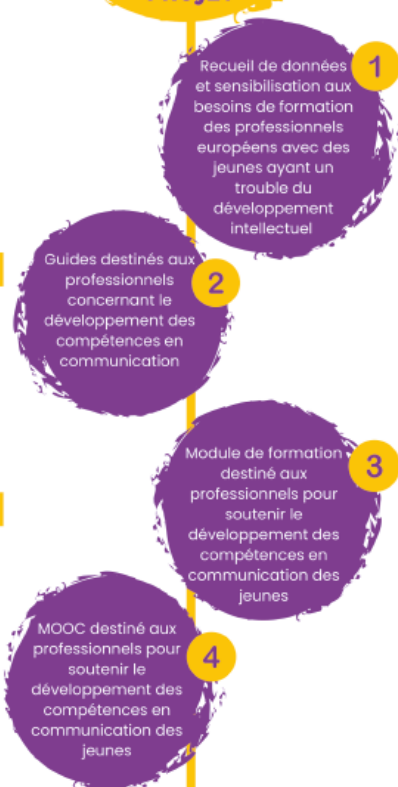 Recueil de données
et sensibilisation aux
besoins de formation
des professionnels
européens avec des
jeunes ayant un
trouble du
développement
intellectuel
1
Guides destinés aux
professionnels
concernant le
développement des
compétences en
communication
2
Module de formation
destiné aux
professionnels pour
soutenir le
développement des
compétences en
communication des
jeunes
3
MOOC destiné aux
professionnels pour
soutenir le
développement des
compétences en
communication des
jeunes
4